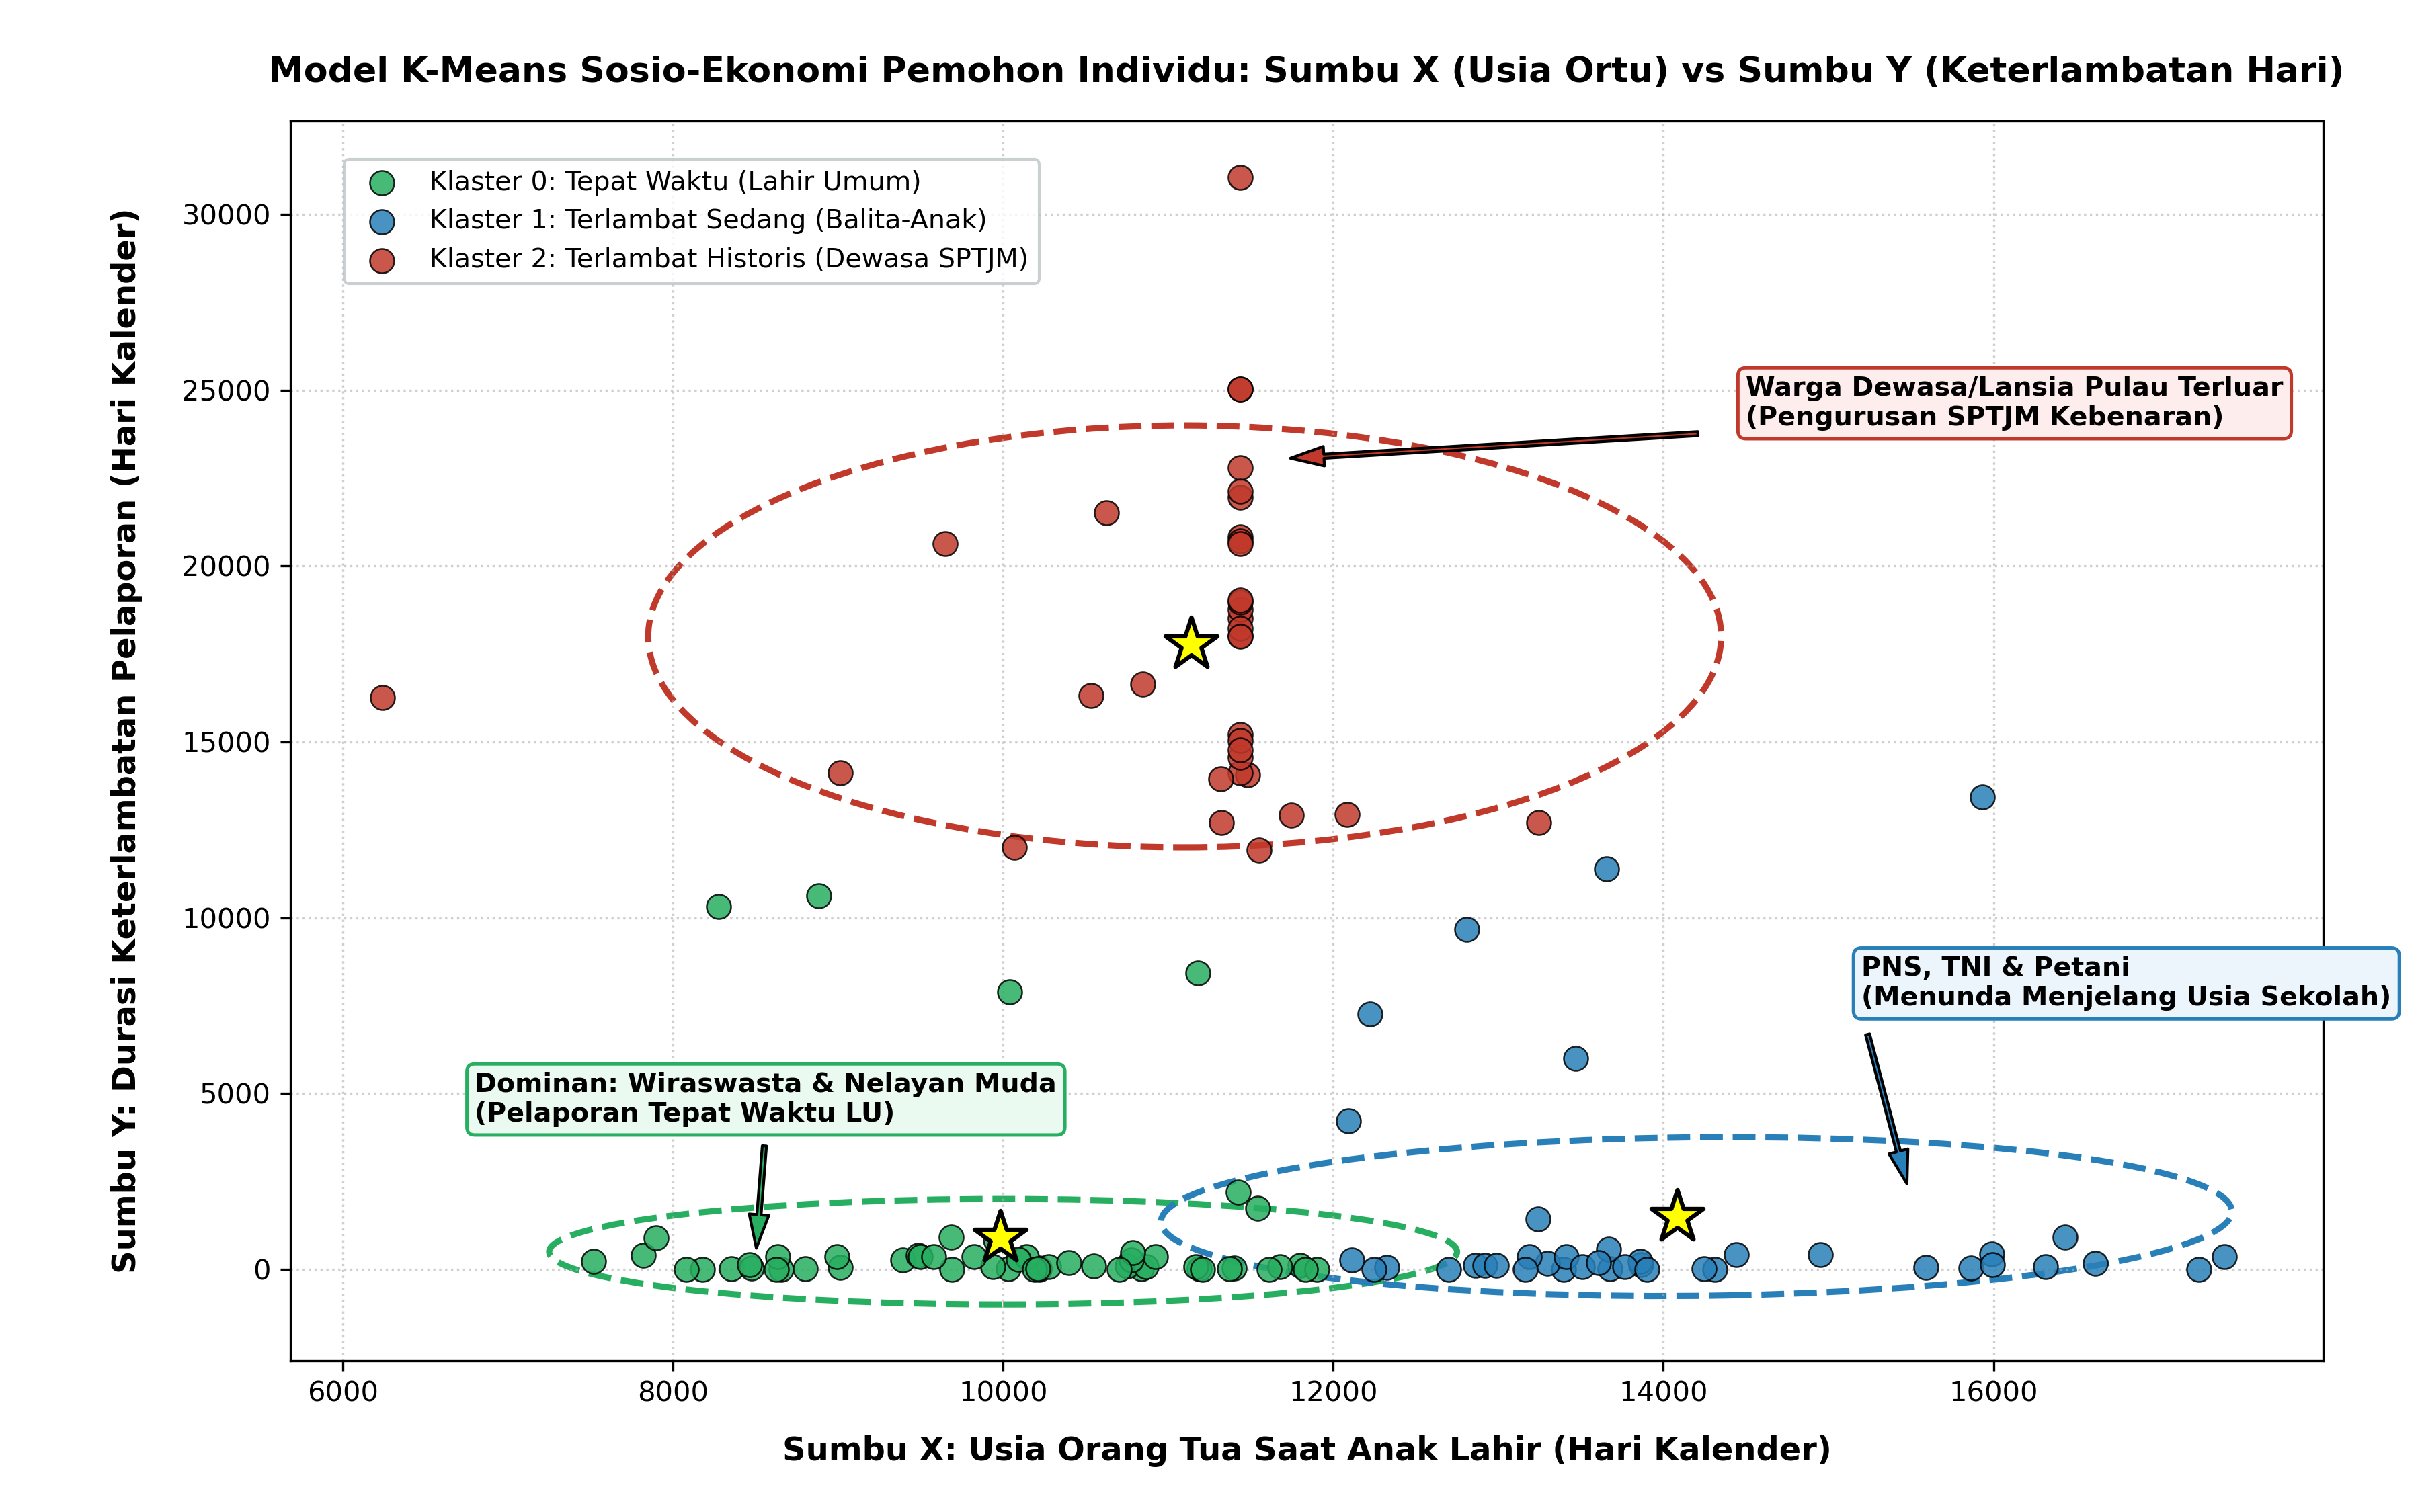 Model K-Means Sosio-Ekonomi Pemohon Individu: Sumbu X (Usia Ortu) vs Sumbu Y (Keterlambatan Hari)
Klaster 0: Tepat Waktu (Lahir Umum)
Klaster 1: Terlambat Sedang (Balita-Anak)
Klaster 2: Terlambat Historis (Dewasa SPTJM)
Sumbu Y: Durasi Keterlambatan Pelaporan (Hari Kalender)
30000
25000
20000
15000
10000
5000
0
Warga Dewasa/Lansia Pulau Terluar
(Pengurusan SPTJM Kebenaran)
PNS, TNI & Petani
(Menunda Menjelang Usia Sekolah)
Dominan: Wiraswasta & Nelayan Muda
(Pelaporan Tepat Waktu LU)
6000
8000
10000
12000
14000
16000
Sumbu X: Usia Orang Tua Saat Anak Lahir (Hari Kalender)